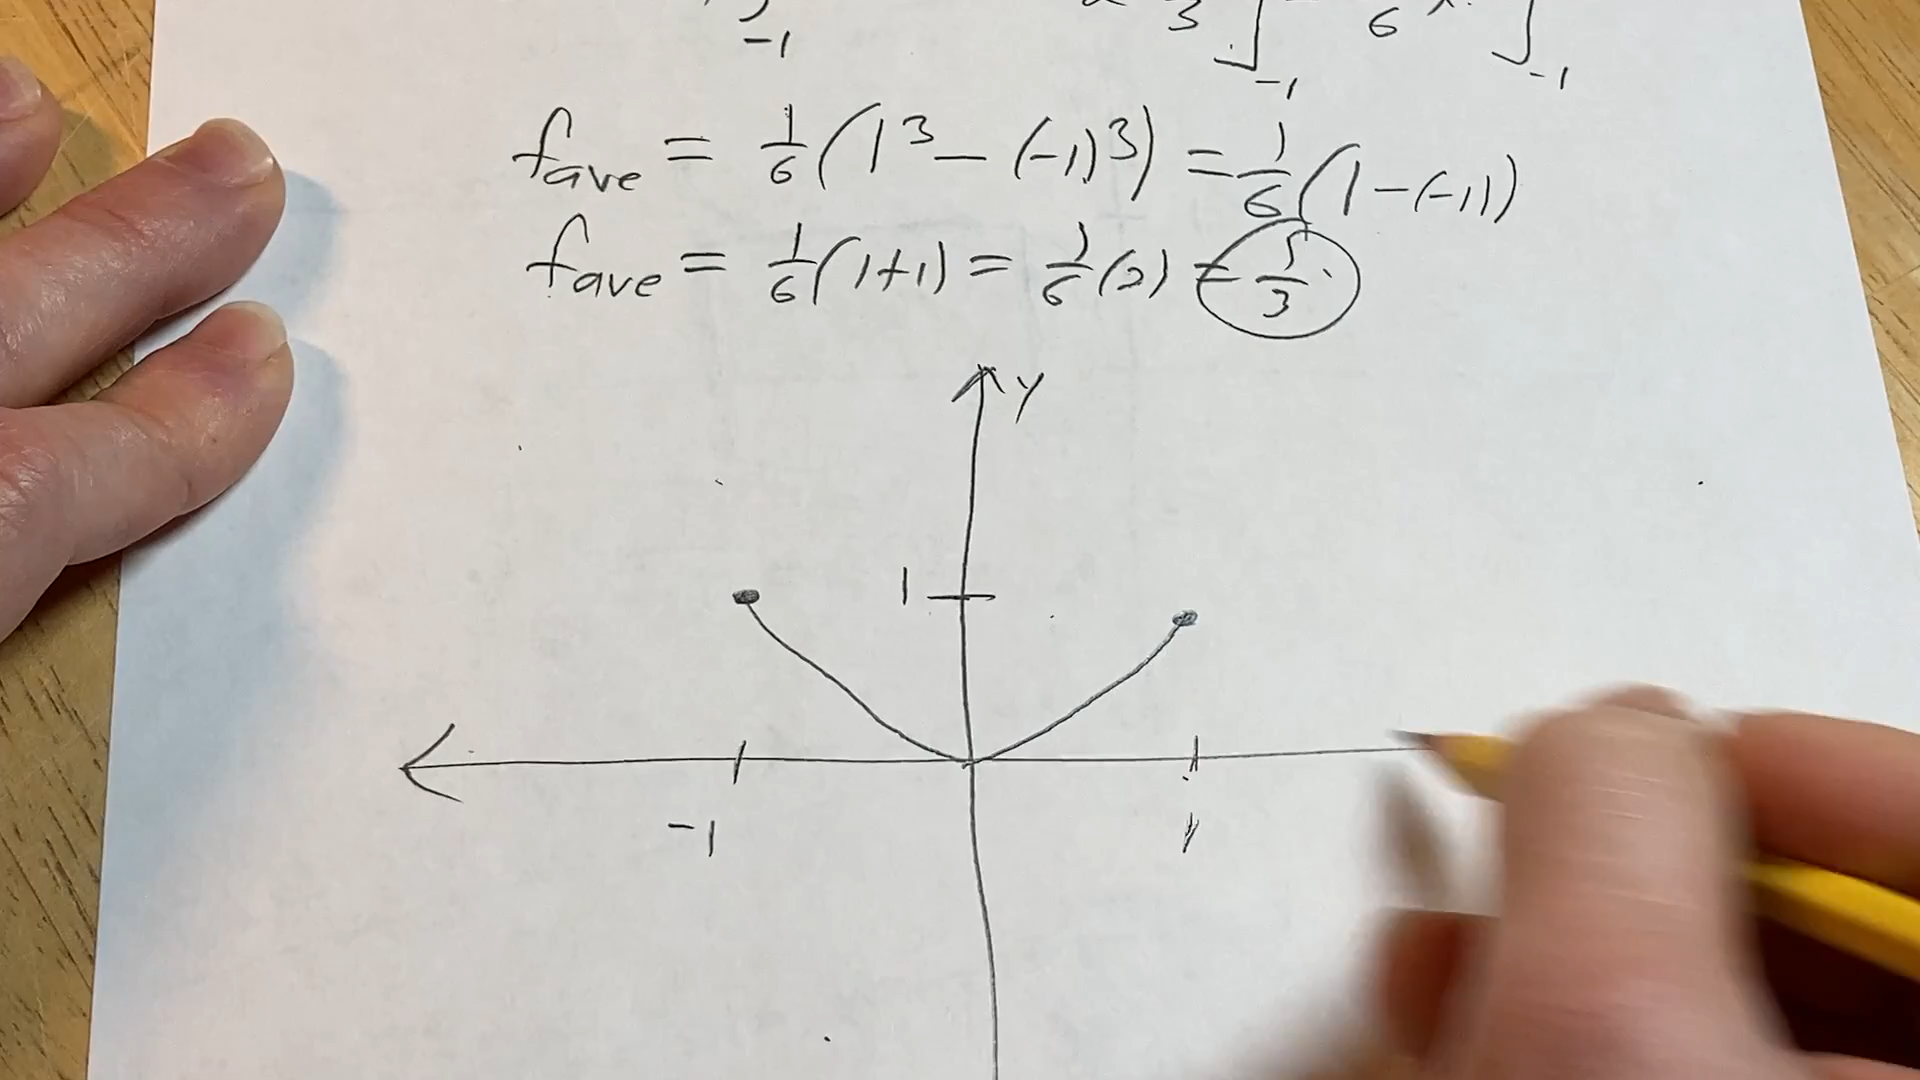 -1 3 ]-1 6 ]-1
fave = 1/6 (1³ - (-1)³) = 1/6 (1 - (-1))
fave = 1/6 (1+1) = 1/6 (2) = 1/3
y
1
-1 1